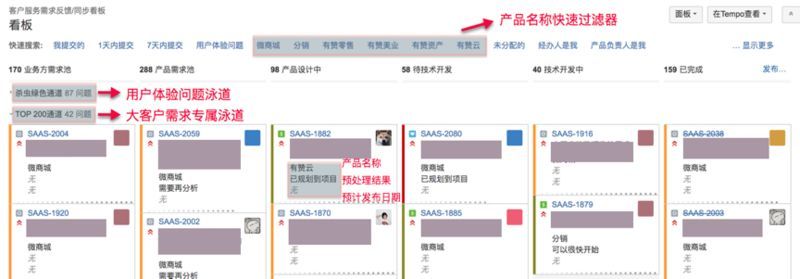 客户服务需求反馈/同步看板
看板
产品名称快速过滤器
面板
在Tempo查看
快速搜索: 我提交的 1天内提交 7天内提交 用户体验问题 微商城 分销 有赞零售 有赞美业 有赞资产 有赞云 未分配的 经办人是我 产品负责人是我 ... 显示更多
170 业务方需求池 288 产品需求池 98 产品设计中 58 待技术开发 40 技术开发中 159 已完成 发布...
杀虫绿色通道 87 问题
用户体验问题泳道
TOP 200通道 42 问题
大客户需求专属泳道
SAAS-2004
微商城
无
无
SAAS-1920
微商城
无
无
SAAS-2059
微商城
需要再分析
无
SAAS-2002
微商城
需要再分析
无
SAAS-1882
有赞云
已规划到项目
无
产品名称
预处理结果
预计发布日期
SAAS-1870
微商城
无
无
SAAS-2080
微商城
已规划到项目
无
SAAS-1885
微商城
无
无
SAAS-1916
无
SAAS-1879
分销
可以很快开始
无
SAAS-2038
微商城
无
无
SAAS-2003
微商城
无
无